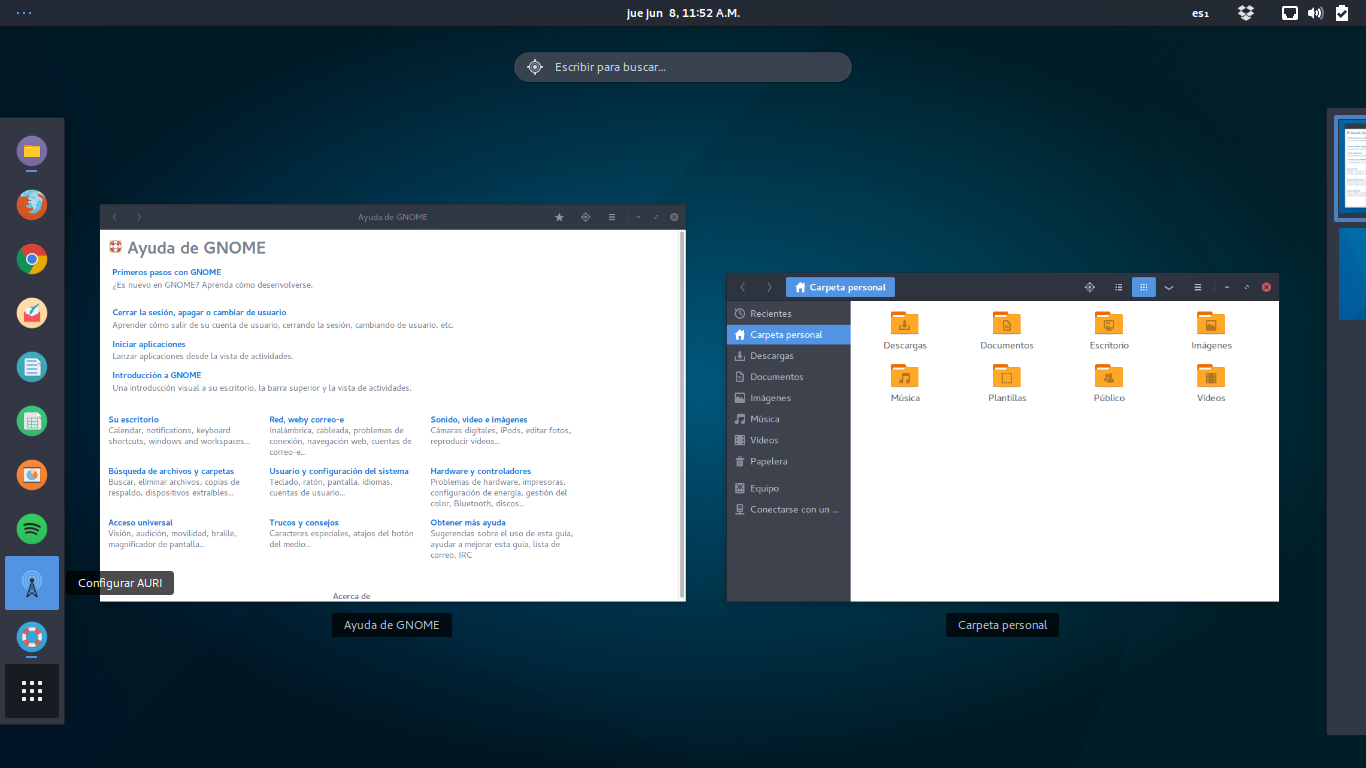 jue jun 8, 11:52 A.M.
es₁
Escribir para buscar...
Ayuda de GNOME
Ayuda de GNOME
Primeros pasos con GNOME
¿Es nuevo en GNOME? Aprenda cómo desenvolverse.
Cerrar la sesión, apagar o cambiar de usuario
Aprender cómo salir de su cuenta de usuario, cerrando la sesión, cambiando de usuario, etc.
Iniciar aplicaciones
Lanzar aplicaciones desde la vista de actividades.
Introducción a GNOME
Una introducción visual a su escritorio, la barra superior y la vista de actividades.
Su escritorio
Calendar, notifications, keyboard
shortcuts, windows and workspaces...
Red, weby correo-e
Inalámbrica, cableada, problemas de
conexión, navegación web, cuentas de
correo-e...
Sonido, vídeo e imágenes
Cámaras digitales, iPods, editar fotos,
reproducir vídeos...
Búsqueda de archivos y carpetas
Buscar, eliminar archivos, copias de
respaldo, dispositivos extraíbles...
Usuario y configuración del sistema
Teclado, ratón, pantalla, idiomas,
cuentas de usuario...
Hardware y controladores
Problemas de hardware, impresoras,
configuración de energía, gestión del
color, Bluetooth, discos...
Acceso universal
Visión, audición, movilidad, braille,
magnificador de pantalla...
Trucos y consejos
Caracteres especiales, atajos del botón
del medio...
Obtener más ayuda
Sugerencias sobre el uso de esta guía,
ayudar a mejorar esta guía, lista de
correo, IRC
Acerca de
Ayuda de GNOME
Configurar AURI
Carpeta personal
Recientes
Carpeta personal
Descargas
Documentos
Imágenes
Música
Vídeos
Papelera
Equipo
Conectarse con un ...
Descargas
Documentos
Escritorio
Imágenes
Música
Plantillas
Público
Vídeos
Carpeta personal